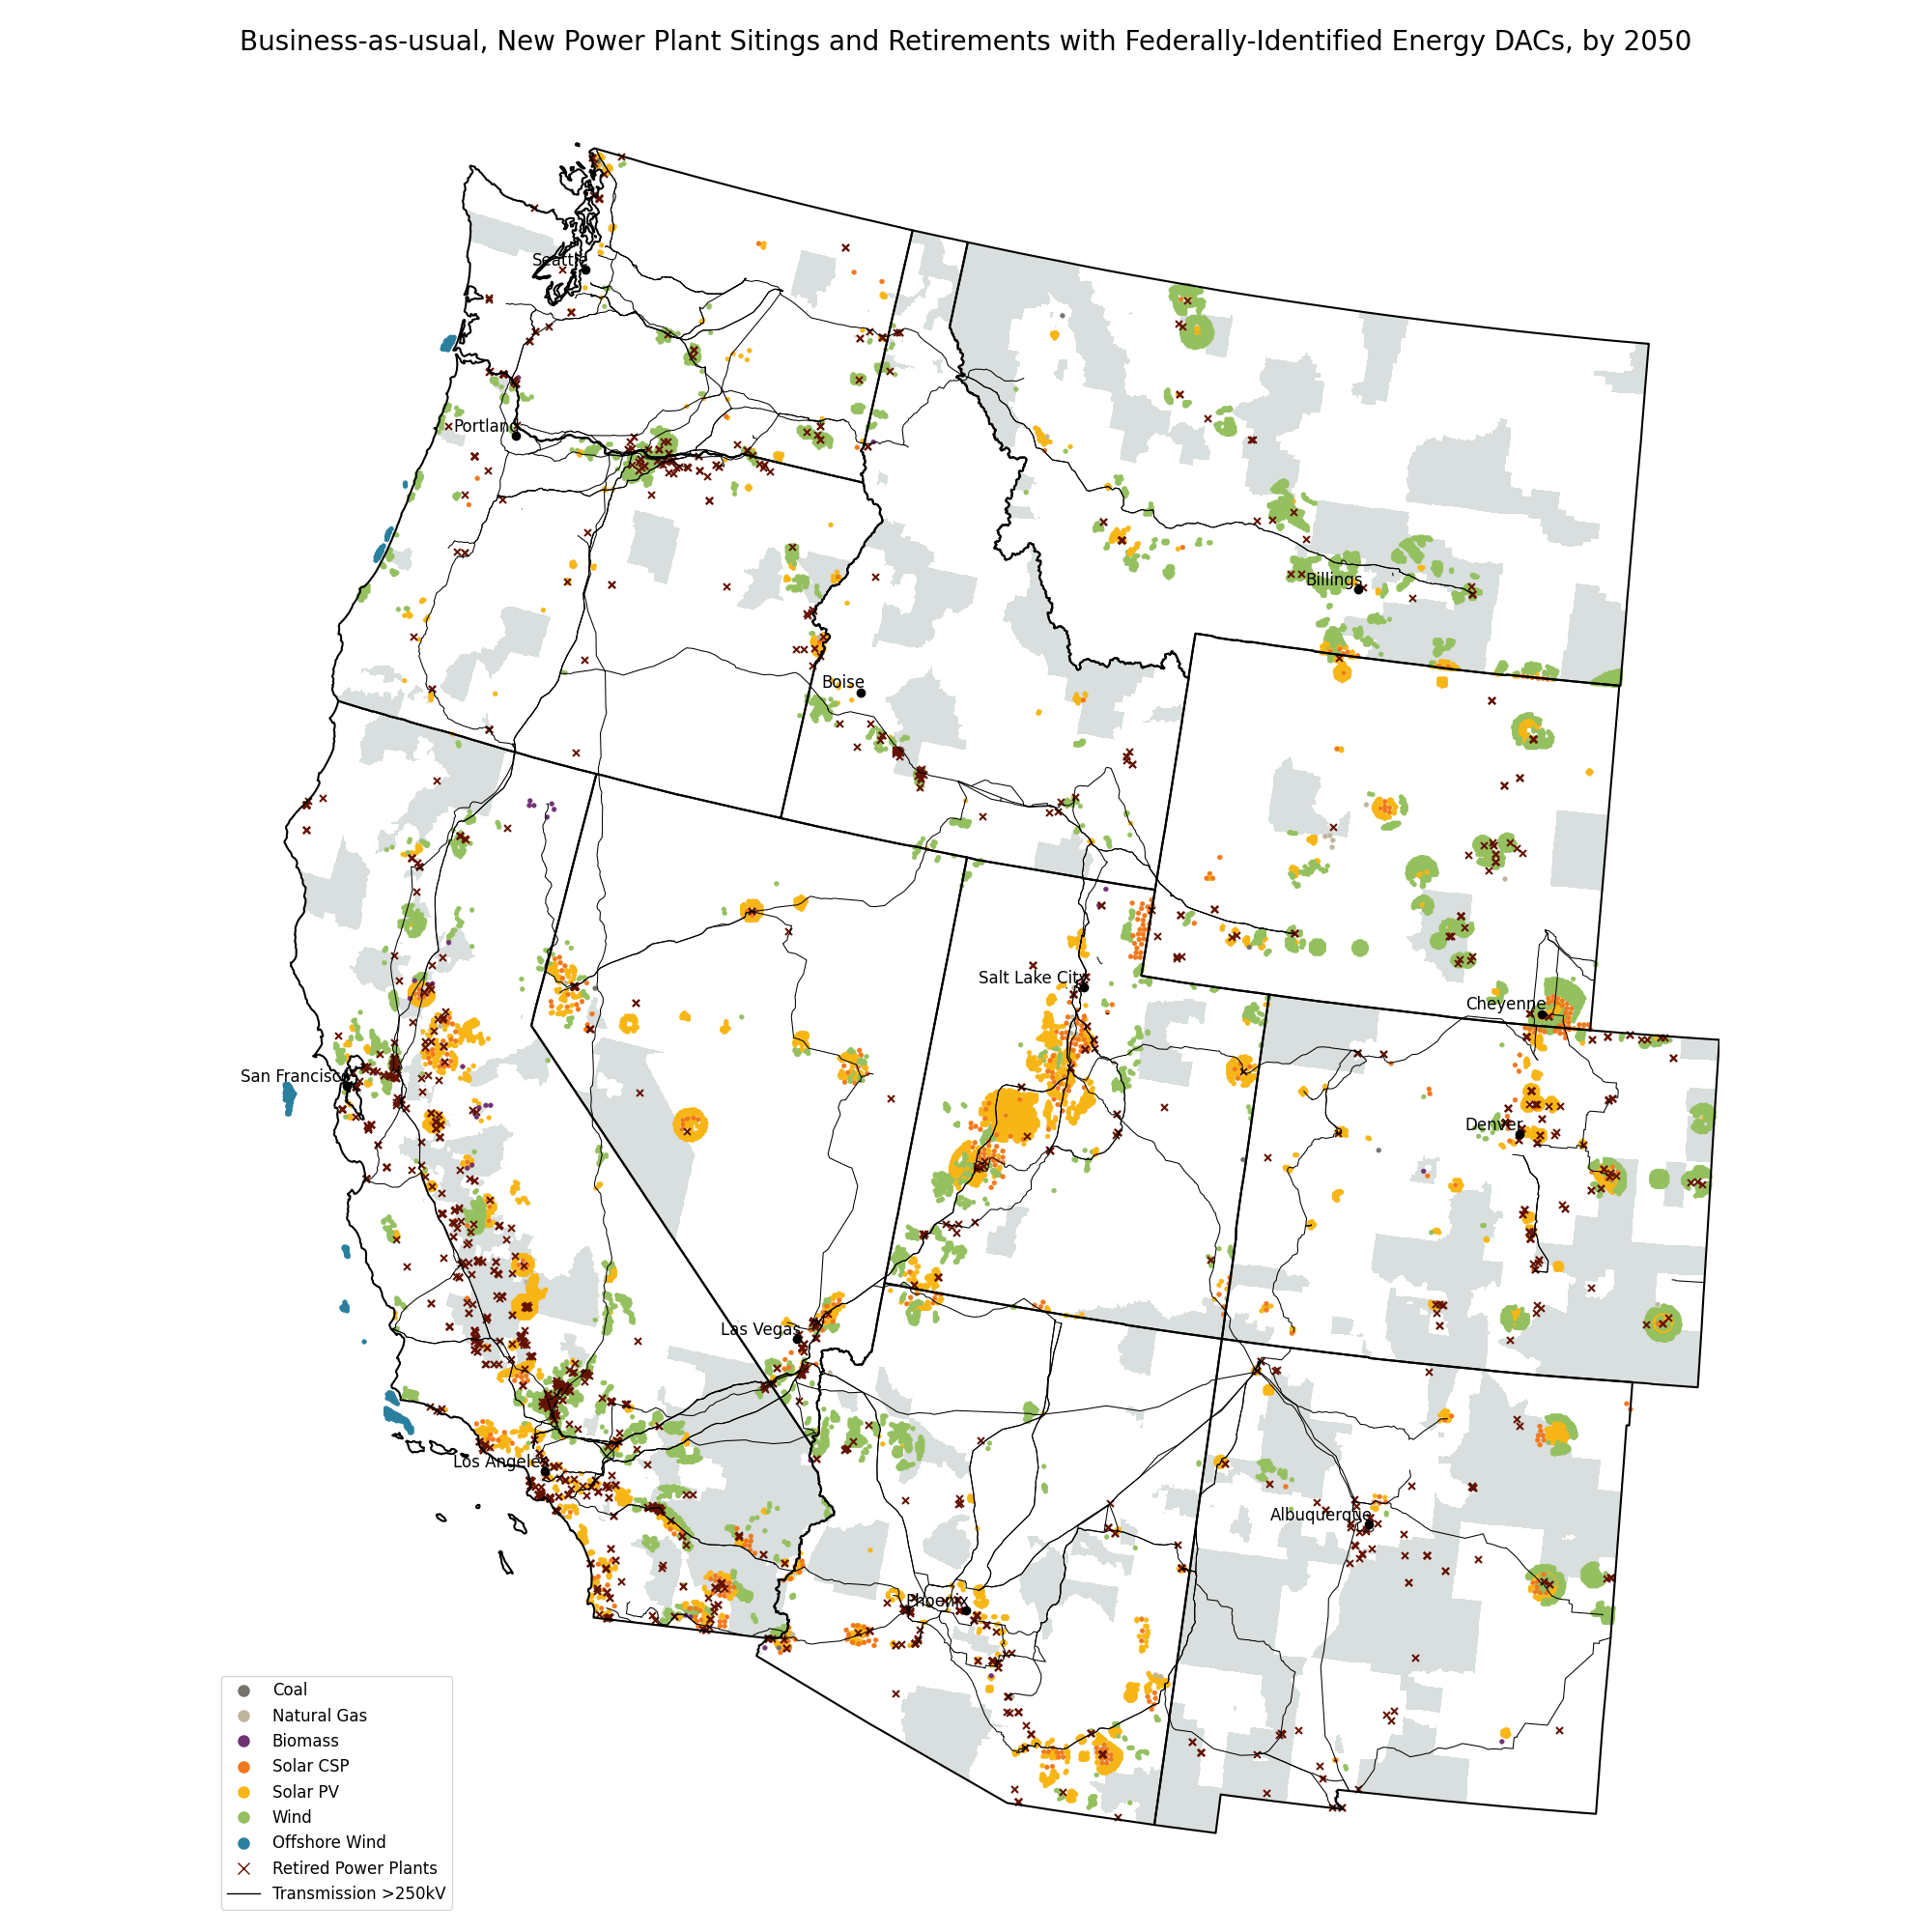 Business-as-usual, New Power Plant Sitings and Retirements with Federally-Identified Energy DACs, by 2050
Seattle
Portland
Billings
Boise
Salt Lake City
Cheyenne
San Francisco
Denver
Las Vegas
Los Angeles
Albuquerque
Phoenix
Coal
Natural Gas
Biomass
Solar CSP
Solar PV
Wind
Offshore Wind
Retired Power Plants
Transmission >250kV